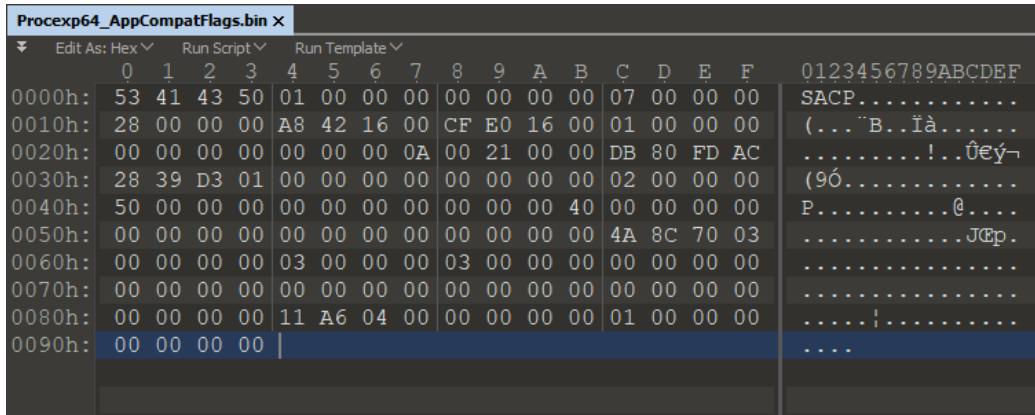 Procexp64_AppCompatFlags.bin ×
Edit As: Hex Run Script Run Template
0 1 2 3 4 5 6 7 8 9 A B C D E F 0123456789ABCDEF
0000h: 53 41 43 50 01 00 00 00 00 00 00 00 07 00 00 00 SACP............
0010h: 28 00 00 00 A8 42 16 00 CF E0 16 00 01 00 00 00 (...¨B..Ïà......
0020h: 00 00 00 00 00 00 00 0A 00 21 00 00 DB 80 FD AC .........!..Û€ý¬
0030h: 28 39 D3 01 00 00 00 00 00 00 00 00 02 00 00 00 (9Ó.............
0040h: 50 00 00 00 00 00 00 00 00 00 00 40 00 00 00 00 P..........@....
0050h: 00 00 00 00 00 00 00 00 00 00 00 00 4A 8C 70 03 ............JŒp.
0060h: 00 00 00 00 03 00 00 00 03 00 00 00 00 00 00 00 ................
0070h: 00 00 00 00 00 00 00 00 00 00 00 00 00 00 00 00 ................
0080h: 00 00 00 00 11 A6 04 00 00 00 00 00 01 00 00 00 .....¦..........
0090h: 00 00 00 00 ....